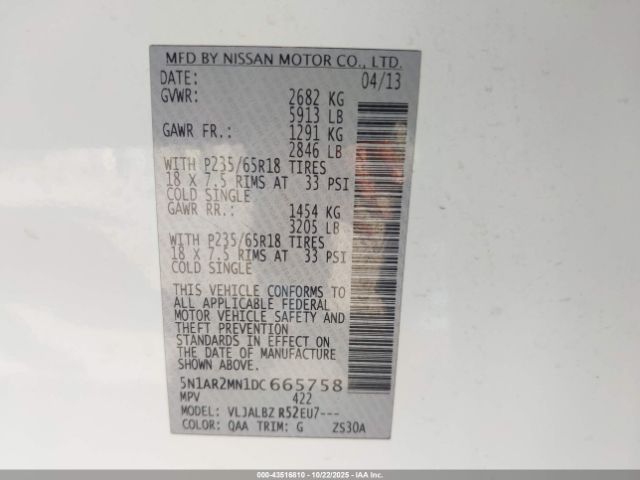 MFD BY NISSAN MOTOR CO., LTD.
DATE: 04/13
GVWR: 2682 KG
5913 LB
GAWR FR.: 1291 KG
2846 LB
WITH P235/65R18 TIRES
18 X 7.5 RIMS AT 33 PSI
COLD SINGLE
GAWR RR.: 1454 KG
3205 LB
WITH P235/65R18 TIRES
18 X 7.5 RIMS AT 33 PSI
COLD SINGLE
THIS VEHICLE CONFORMS TO
ALL APPLICABLE FEDERAL
MOTOR VEHICLE SAFETY AND
THEFT PREVENTION
STANDARDS IN EFFECT ON
THE DATE OF MANUFACTURE
SHOWN ABOVE.
5N1AR2MN1DC665758
MPV 422
MODEL: VLJALBZ R52EU7---
COLOR: QAA TRIM: G ZS30A
000-43516810 - 10/22/2025 - IAAI.com